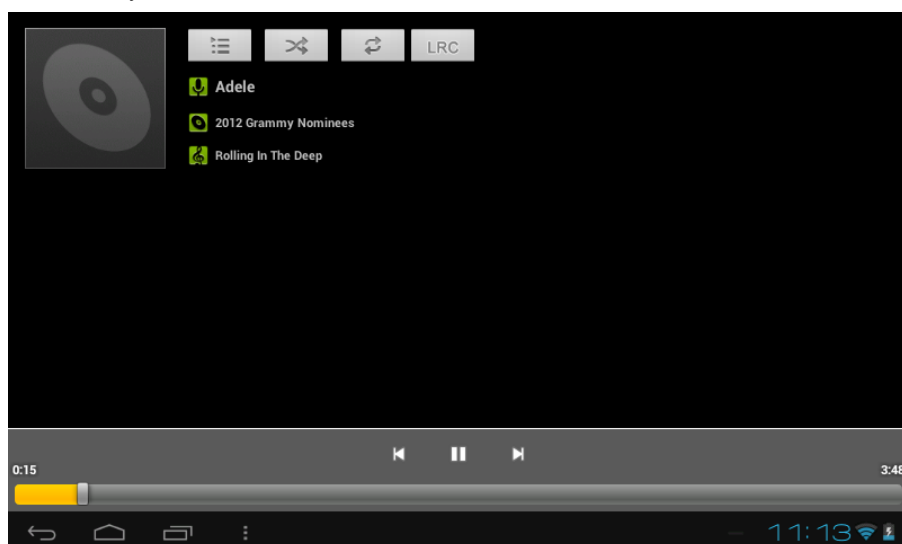 LRC
Adele
2012 Grammy Nominees
Rolling In The Deep
0:15
3:48
11:13